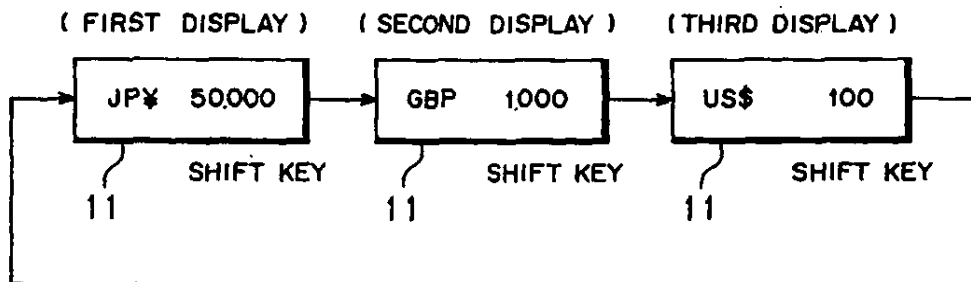 ( FIRST DISPLAY ) ( SECOND DISPLAY ) ( THIRD DISPLAY )
JP¥ 50,000 GBP 1,000 US$ 100
SHIFT KEY SHIFT KEY SHIFT KEY
11 11 11